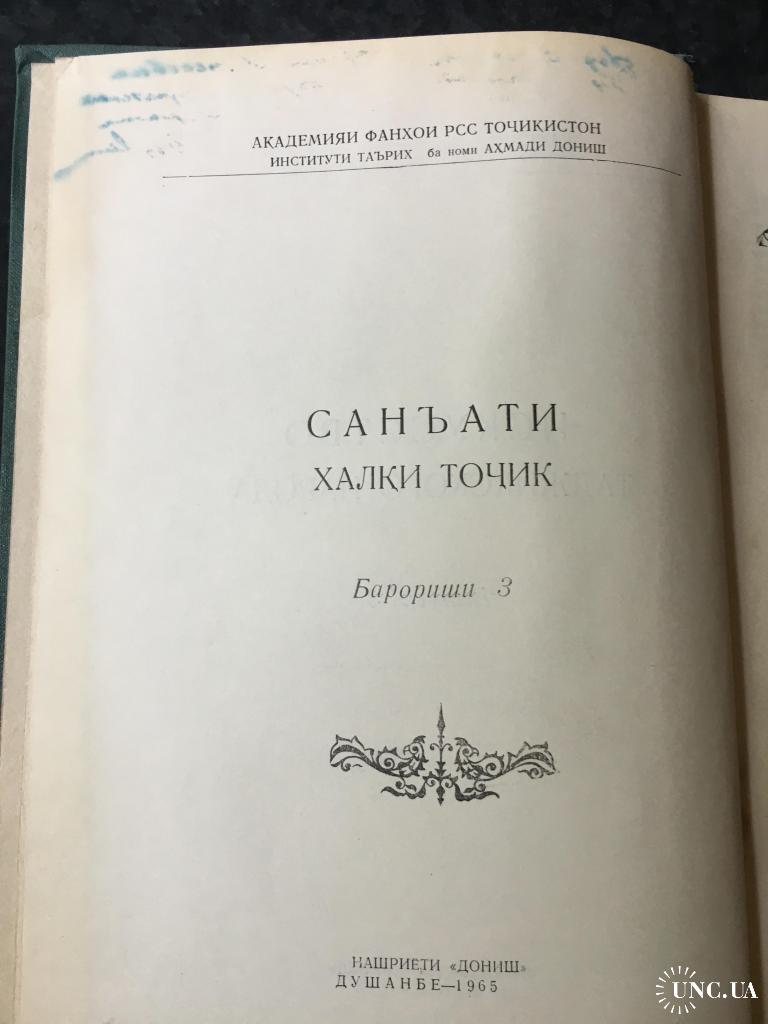 АКАДЕМИЯИ ФАНҲОИ РСС ТОҶИКИСТОН
ИНСТИТУТИ ТАЪРИХ ба номи АҲМАДИ ДОНИШ
САНЪАТИ
ХАЛҚИ ТОҶИК
Барориши 3
НАШРИЕТИ «ДОНИШ»
ДУШАНБЕ—1965
UNC.UA